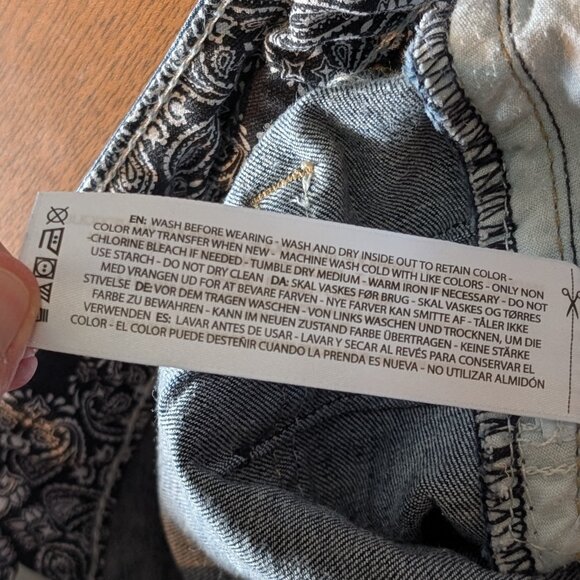 EN: WASH BEFORE WEARING - WASH AND DRY INSIDE OUT TO RETAIN COLOR -
COLOR MAY TRANSFER WHEN NEW - MACHINE WASH COLD WITH LIKE COLORS - ONLY NON
-CHLORINE BLEACH IF NEEDED - TUMBLE DRY MEDIUM - WARM IRON IF NECESSARY - DO NOT
USE STARCH - DO NOT DRY CLEAN DA: SKAL VASKES FØR BRUG - SKAL VASKES OG TØRRES
MED VRANGEN UD FOR AT BEVARE FARVEN - NYE FARVER KAN SMITTE AF - TÅLER IKKE
STIVELSE DE: VOR DEM TRAGEN WASCHEN - VON LINKS WASCHEN UND TROCKNEN, UM DIE
FARBE ZU BEWAHREN - KANN IM NEUEN ZUSTAND FARBE ÜBERTRAGEN - KEINE STÄRKE
VERWENDEN ES: LAVAR ANTES DE USAR - LAVAR Y SECAR AL REVÉS PARA CONSERVAR EL
COLOR - EL COLOR PUEDE DESTEÑIR CUANDO LA PRENDA ES NUEVA - NO UTILIZAR ALMIDÓN